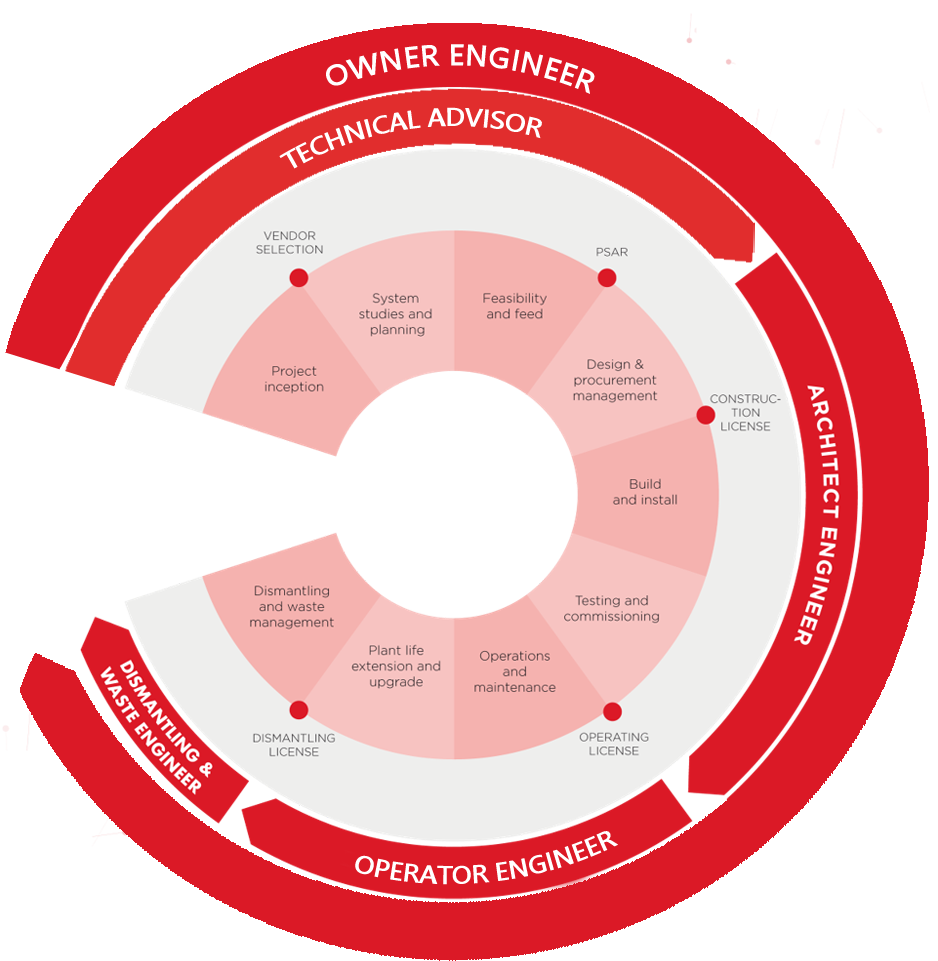 OWNER ENGINEER
TECHNICAL ADVISOR
VENDOR
SELECTION
PSAR
System
studies and
planning
Feasibility
and feed
Project
inception
Design &
procurement
management
CONSTRUC-
TION
LICENSE
ARCHITECT ENGINEER
Build
and install
Dismantling
and waste
management
Testing and
commissioning
Plant life
extension and
upgrade
Operations
and
maintenance
DISMANTLING
LICENSE
OPERATING
LICENSE
DISMANTLING &
WASTE ENGINEER
OPERATOR ENGINEER